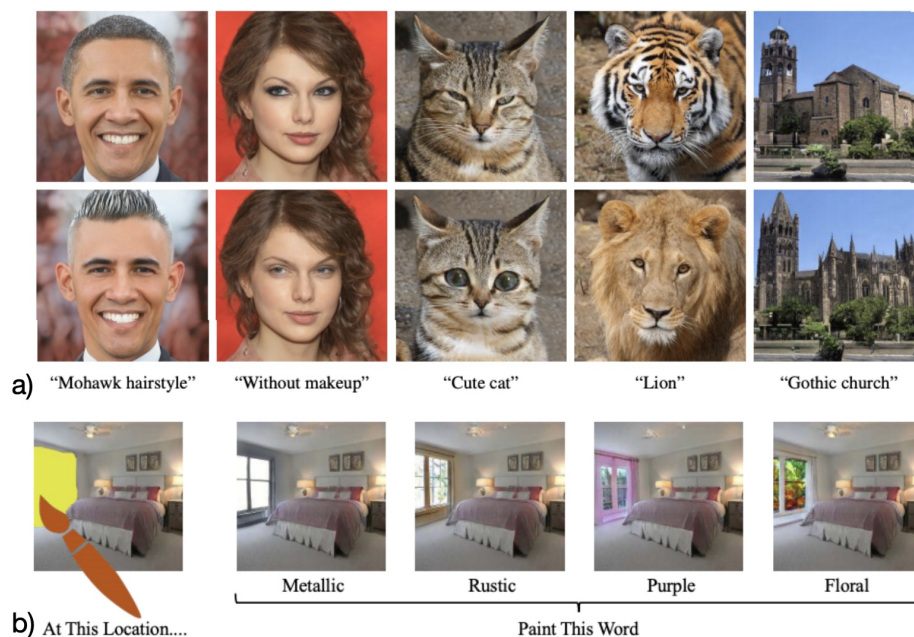 a) “Mohawk hairstyle” “Without makeup” “Cute cat” “Lion” “Gothic church”
Metallic Rustic Purple Floral
b) At This Location.... Paint This Word